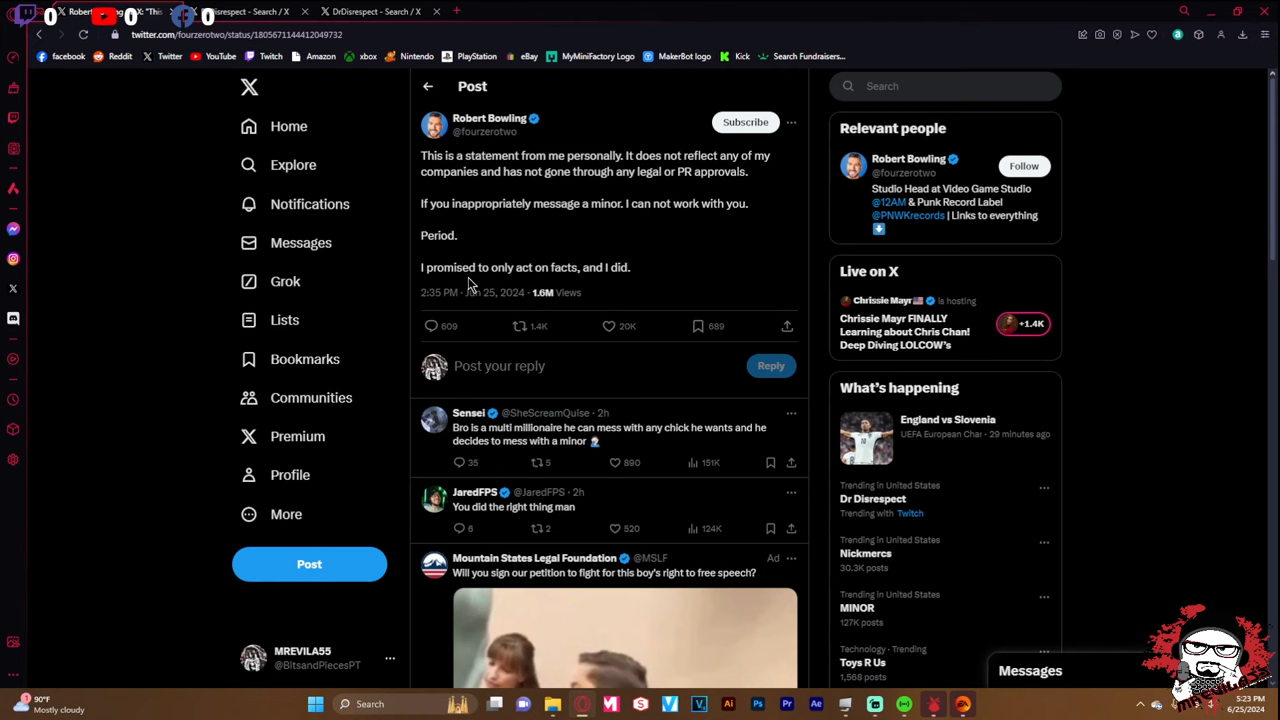 0 0 0
Robert
X: "This
- Search / X
DrDisrespect - Search / X
twitter.com/fourzerotwo/status/1805671144412049732
facebook Reddit Twitter YouTube Twitch Amazon xbox Nintendo PlayStation eBay MyMiniFactory Logo MakerBot logo Kick Search Fundraisers...
Home
Explore
Notifications
Messages
Grok
Lists
Bookmarks
Communities
Premium
Profile
More
Post
MREVILA55
@BItsandPIecesPT
Post
Robert Bowling
@fourzerotwo
Subscribe
This is a statement from me personally. It does not reflect any of my
companies and has not gone through any legal or PR approvals.
If you inappropriately message a minor. I can not work with you.
Period.
I promised to only act on facts, and I did.
2:35 PM · Jun 25, 2024 · 1.6M Views
609 1.4K 20K 689
Post your reply
Reply
Sensei @SheScreamQuise · 2h
Bro is a multi millionaire he can mess with any chick he wants and he
decides to mess with a minor
35 5 890 151K
JaredFPS @JaredFPS · 2h
You did the right thing man
6 2 520 124K
Mountain States Legal Foundation @MSLF Ad
Will you sign our petition to fight for this boy's right to free speech?
Search
Relevant people
Robert Bowling
@fourzerotwo
Follow
Studio Head at Video Game Studio
@12AM & Punk Record Label
@PNWKrecords | Links to everything
Live on X
Chrissie Mayr is hosting
Chrissie Mayr FINALLY
Learning about Chris Chan!
Deep Diving LOLCOW's
+1.4K
What's happening
England vs Slovenia
UEFA European Char · 29 minutes ago
Trending in United States
Dr Disrespect
Trending with Twitch
Trending in United States
Nickmercs
30.3K posts
Trending in United States
MINOR
127K posts
Technology · Trending
Toys R Us
1,568 posts
Messages
90°F
Mostly cloudy
Search
5:23 PM
6/25/2024